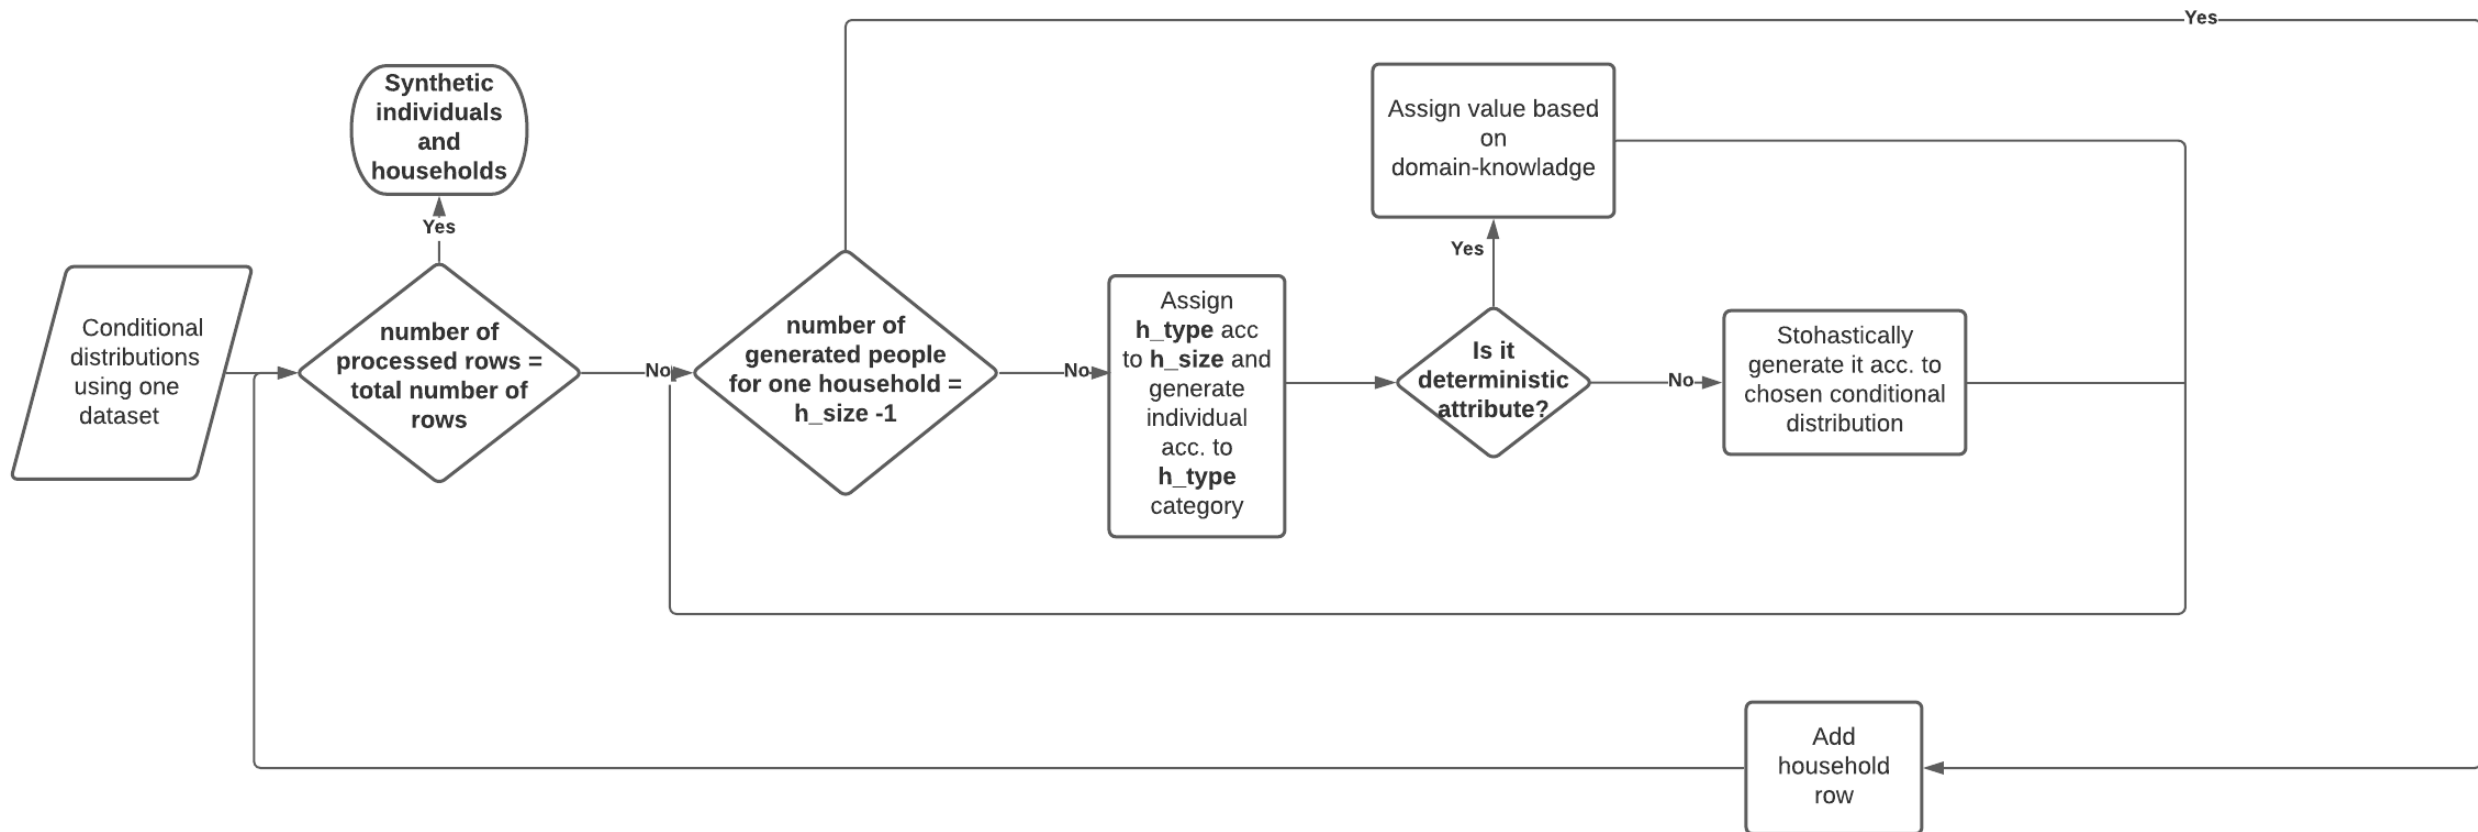 Yes
Synthetic
individuals
and
households
Yes
Conditional
distributions
using one
dataset
number of
processed rows =
total number of
rows
No
number of
generated people
for one household =
h_size -1
No
Assign
h_type acc
to h_size and
generate
individual
acc. to
h_type
category
Assign value based
on
domain-knowladge
Yes
Is it
deterministic
attribute?
No
Stohastically
generate it acc. to
chosen conditional
distribution
Add
household
row